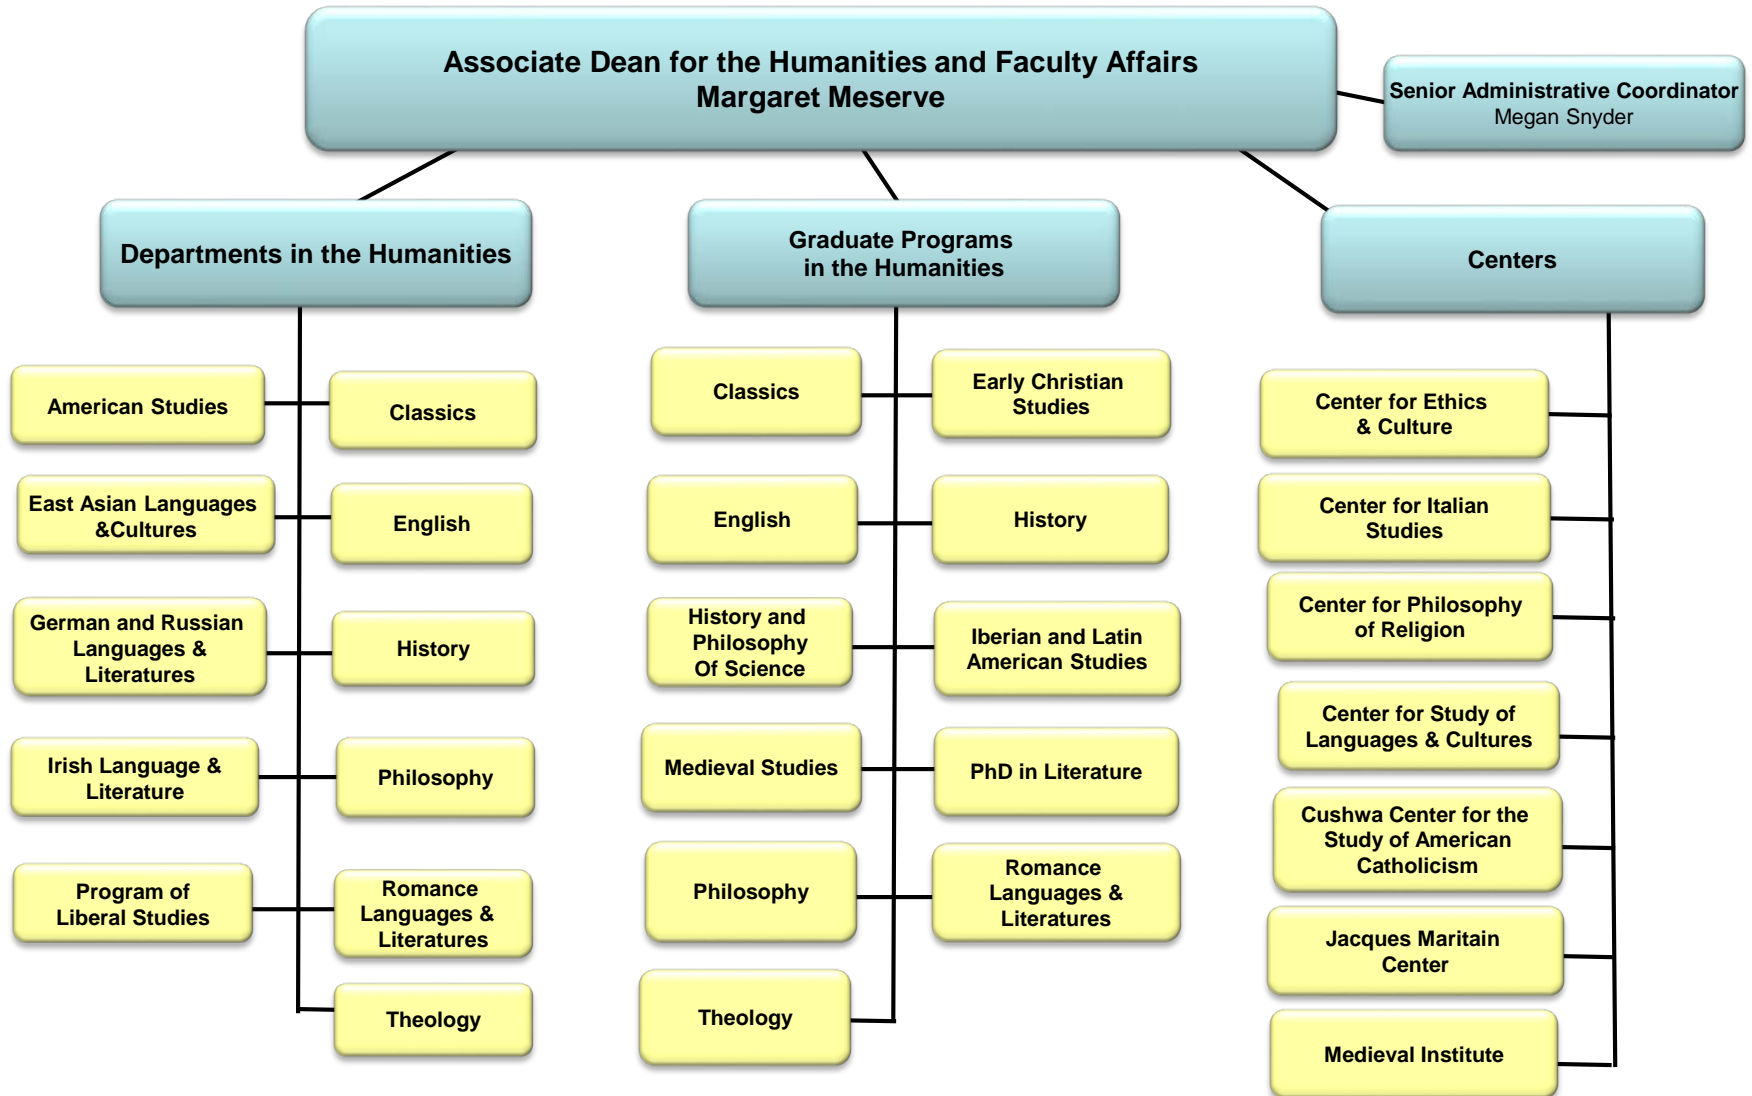 Associate Dean for the Humanities and Faculty Affairs
Margaret Meserve
Senior Administrative Coordinator
Megan Snyder
Departments in the Humanities
American Studies
Classics
East Asian Languages
&Cultures
English
German and Russian
Languages &
Literatures
History
Irish Language &
Literature
Philosophy
Program of
Liberal Studies
Romance
Languages &
Literatures
Theology
Graduate Programs
in the Humanities
Classics
Early Christian
Studies
English
History
History and
Philosophy
Of Science
Iberian and Latin
American Studies
Medieval Studies
PhD in Literature
Philosophy
Romance
Languages &
Literatures
Theology
Centers
Center for Ethics
& Culture
Center for Italian
Studies
Center for Philosophy
of Religion
Center for Study of
Languages & Cultures
Cushwa Center for the
Study of American
Catholicism
Jacques Maritain
Center
Medieval Institute